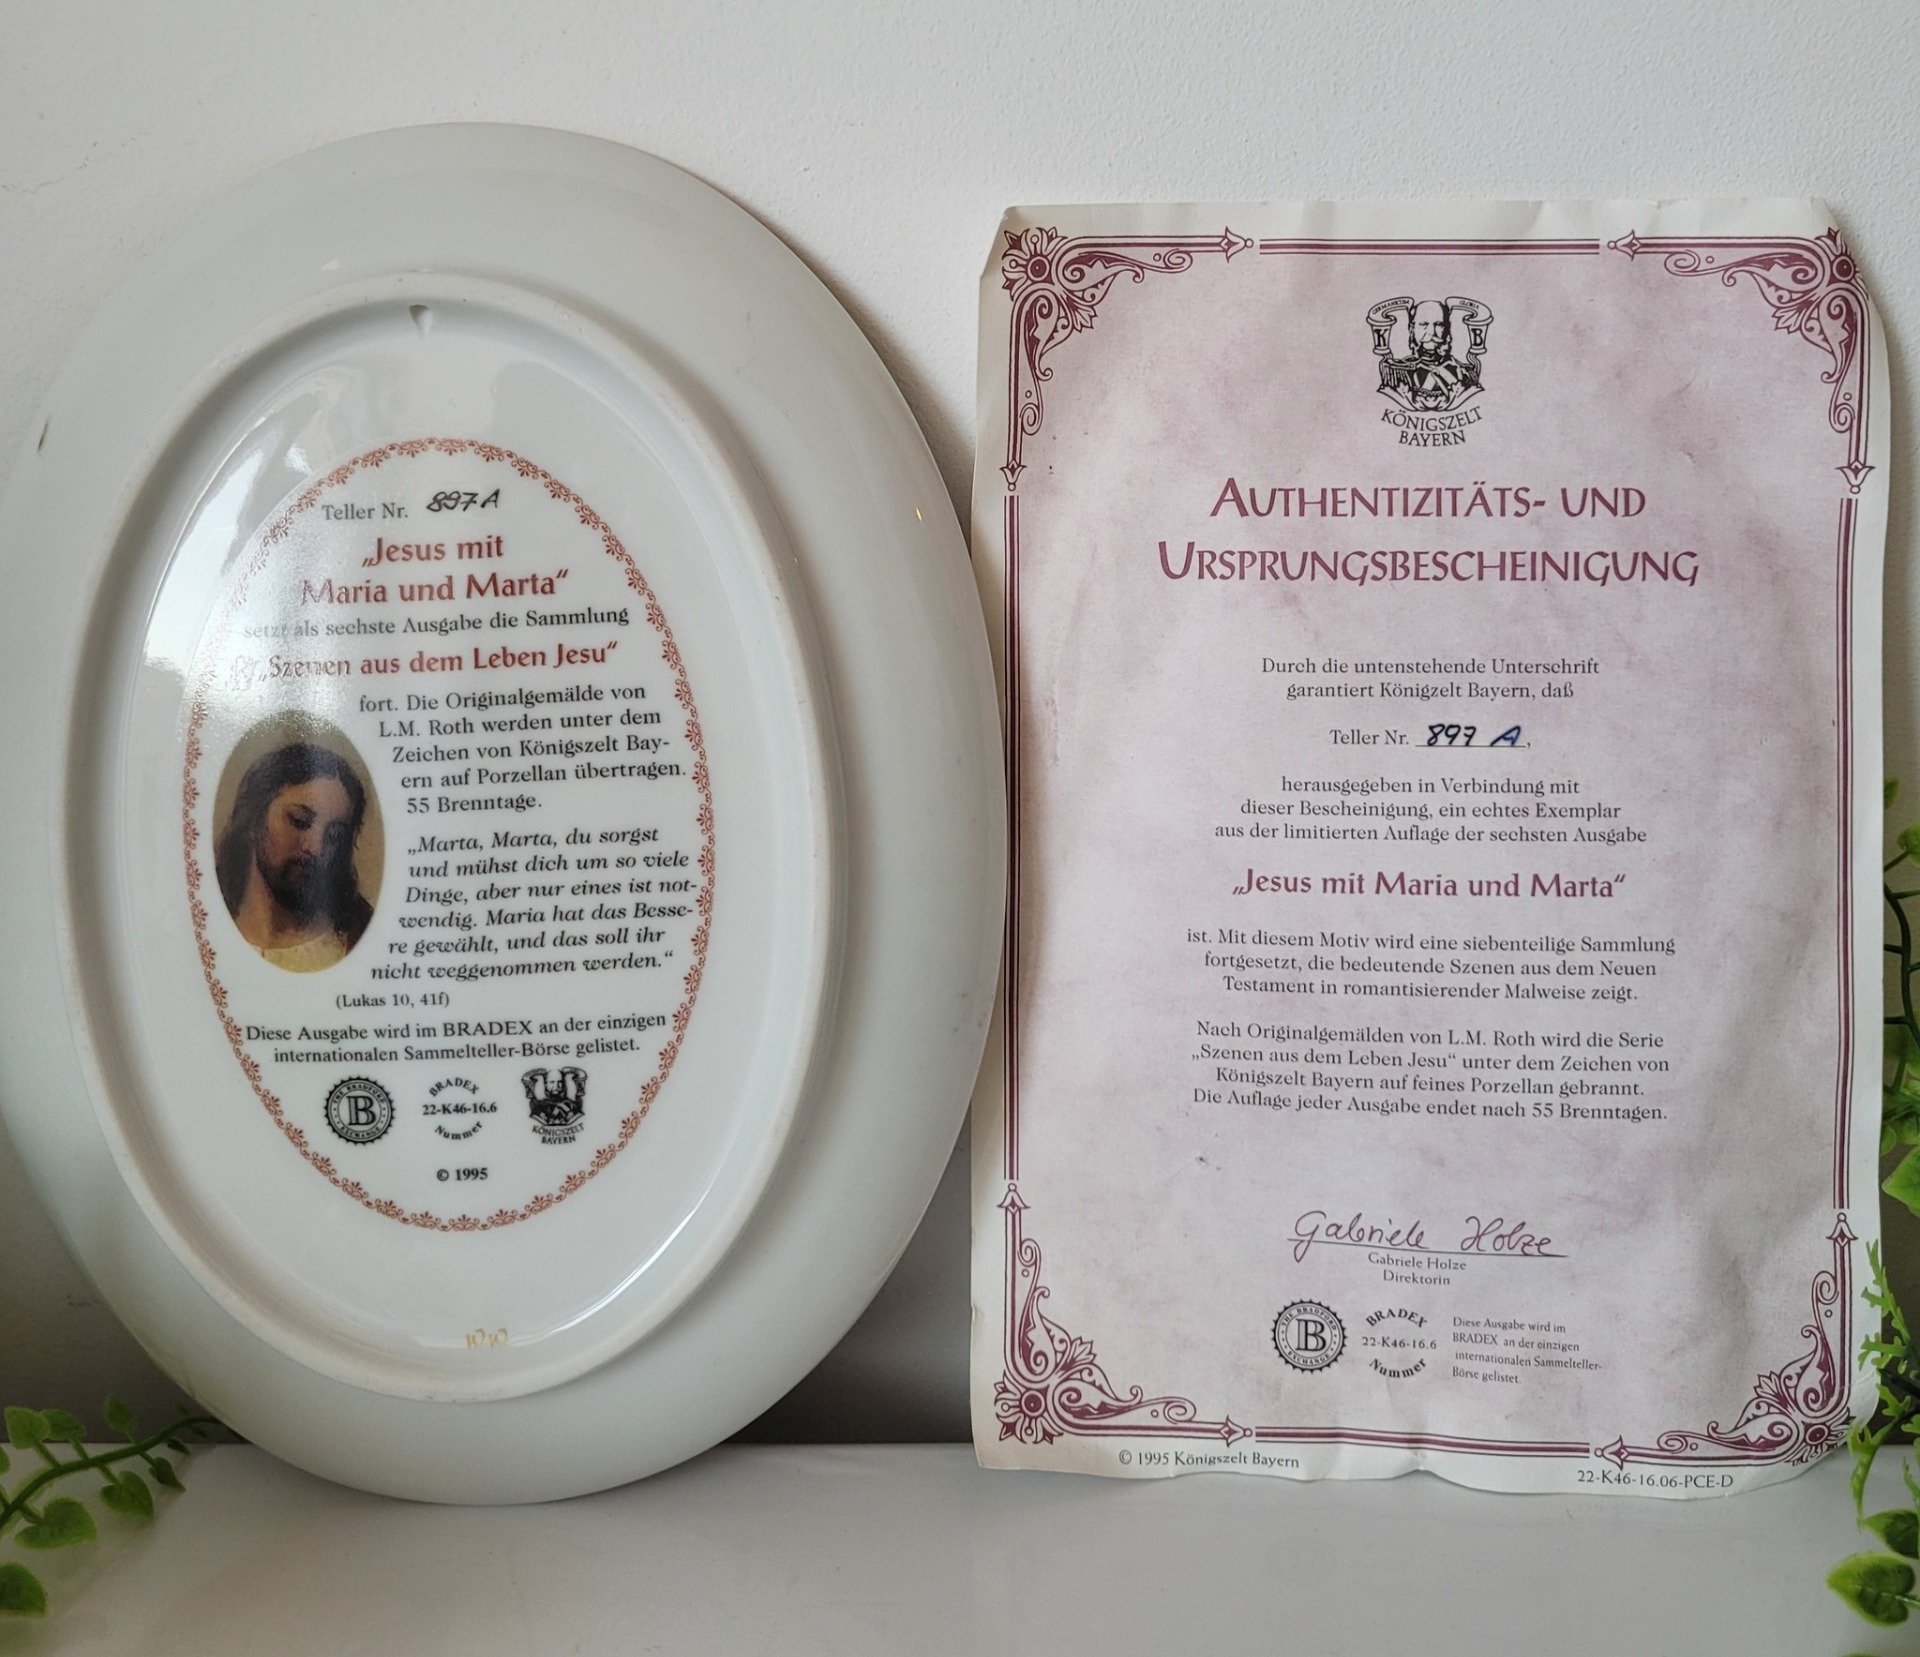 Teller Nr. 897 A
„Jesus mit
Maria und Marta“
setzt als sechste Ausgabe die Sammlung
„Szenen aus dem Leben Jesu“
fort. Die Originalgemälde von
L.M. Roth werden unter dem
Zeichen von Königszelt Bay-
ern auf Porzellan übertragen.
55 Brenntage.
„Marta, Marta, du sorgst
und mühst dich um so viele
Dinge, aber nur eines ist not-
wendig. Maria hat das Besse-
re gewählt, und das soll ihr
nicht weggenommen werden.“
(Lukas 10, 41f)
Diese Ausgabe wird im BRADEX an der einzigen
internationalen Sammelteller-Börse gelistet.
THE BRADFORD
B
EXCHANGE
BRADEX
22-K46-16.6
Nummer
KÖNIGSZELT
BAYERN
© 1995
GLORIA
K B
KÖNIGSZELT
BAYERN
AUTHENTIZITÄTS- UND
URSPRUNGSBESCHEINIGUNG
Durch die untenstehende Unterschrift
garantiert Königzelt Bayern, daß
Teller Nr. 897 A,
herausgegeben in Verbindung mit
dieser Bescheinigung, ein echtes Exemplar
aus der limitierten Auflage der sechsten Ausgabe
„Jesus mit Maria und Marta“
ist. Mit diesem Motiv wird eine siebenteilige Sammlung
fortgesetzt, die bedeutende Szenen aus dem Neuen
Testament in romantisierender Malweise zeigt.
Nach Originalgemälden von L.M. Roth wird die Serie
„Szenen aus dem Leben Jesu“ unter dem Zeichen von
Königszelt Bayern auf feines Porzellan gebrannt.
Die Auflage jeder Ausgabe endet nach 55 Brenntagen.
Gabriele Holze
Gabriele Holze
Direktorin
THE BRADFORD
B
EXCHANGE
BRADEX
22-K46-16.6
Nummer
Diese Ausgabe wird im
BRADEX an der einzigen
internationalen Sammelteller-
Börse gelistet.
© 1995 Königszelt Bayern
22-K46-16.06-PCE-D